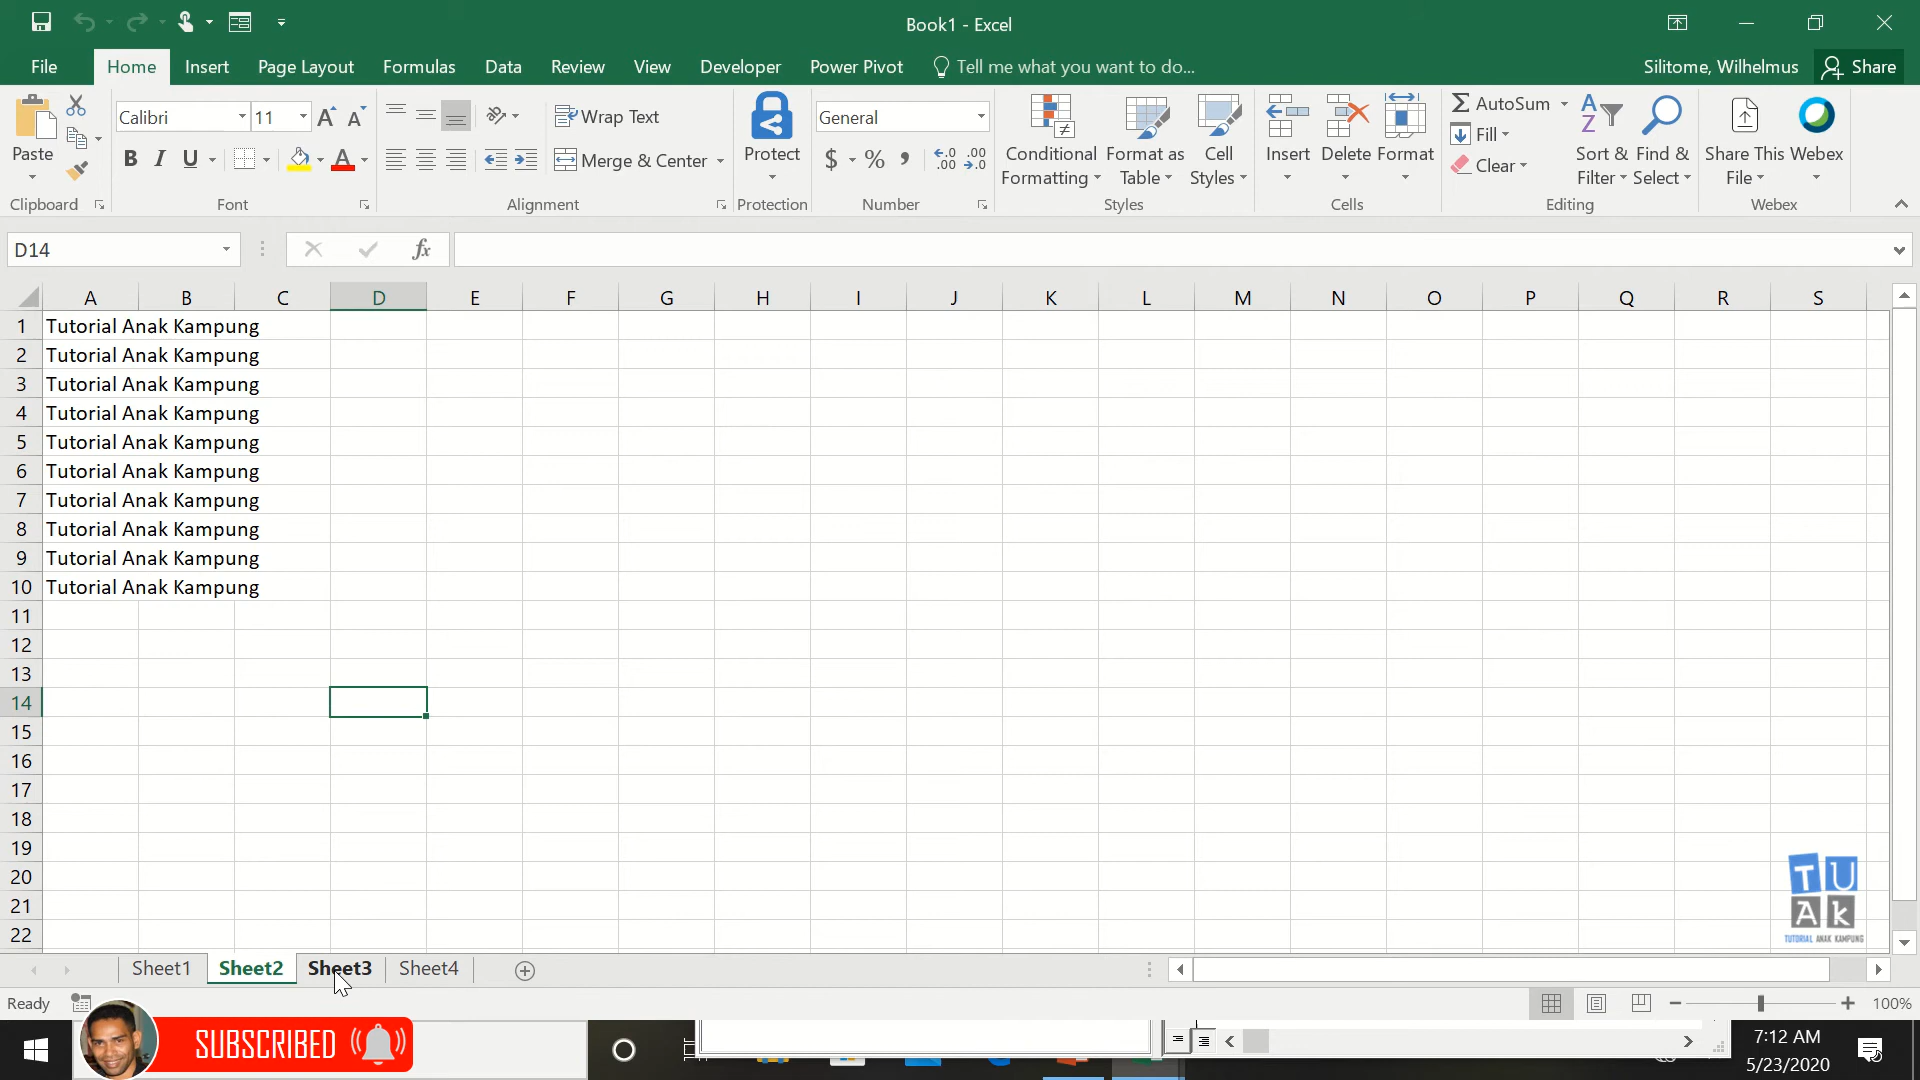 Book1 - Excel
File Home Insert Page Layout Formulas Data Review View Developer Power Pivot Tell me what you want to do... Silitome, Wilhelmus Share
Paste
Clipboard
Calibri 11
B I U A
Font
Wrap Text
Merge & Center
Alignment
Protect
Protection
General
$ % ,
Number
Conditional Formatting
Format as Table
Cell Styles
Styles
Insert Delete Format
Cells
AutoSum
Fill
Clear
Sort & Filter
Find & Select
Editing
Share This File
Webex
Webex
D14
fx
A B C D E F G H I J K L M N O P Q R S
1 Tutorial Anak Kampung
2 Tutorial Anak Kampung
3 Tutorial Anak Kampung
4 Tutorial Anak Kampung
5 Tutorial Anak Kampung
6 Tutorial Anak Kampung
7 Tutorial Anak Kampung
8 Tutorial Anak Kampung
9 Tutorial Anak Kampung
10 Tutorial Anak Kampung
11
12
13
14
15
16
17
18
19
20
21
22
TUAk
TUTORIAL ANAK KAMPUNG
Sheet1 Sheet2 Sheet3 Sheet4
Ready
100%
SUBSCRIBED
7:12 AM
5/23/2020